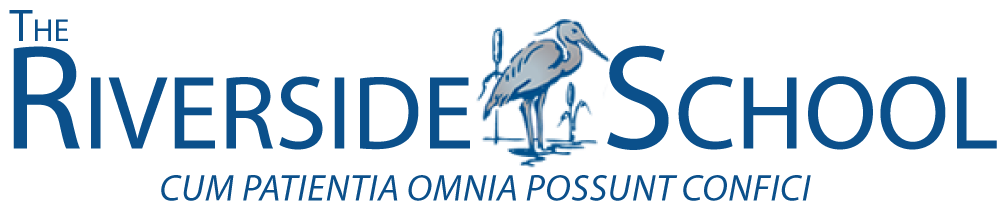 THE
RIVERSIDE SCHOOL
CUM PATIENTIA OMNIA POSSUNT CONFICI